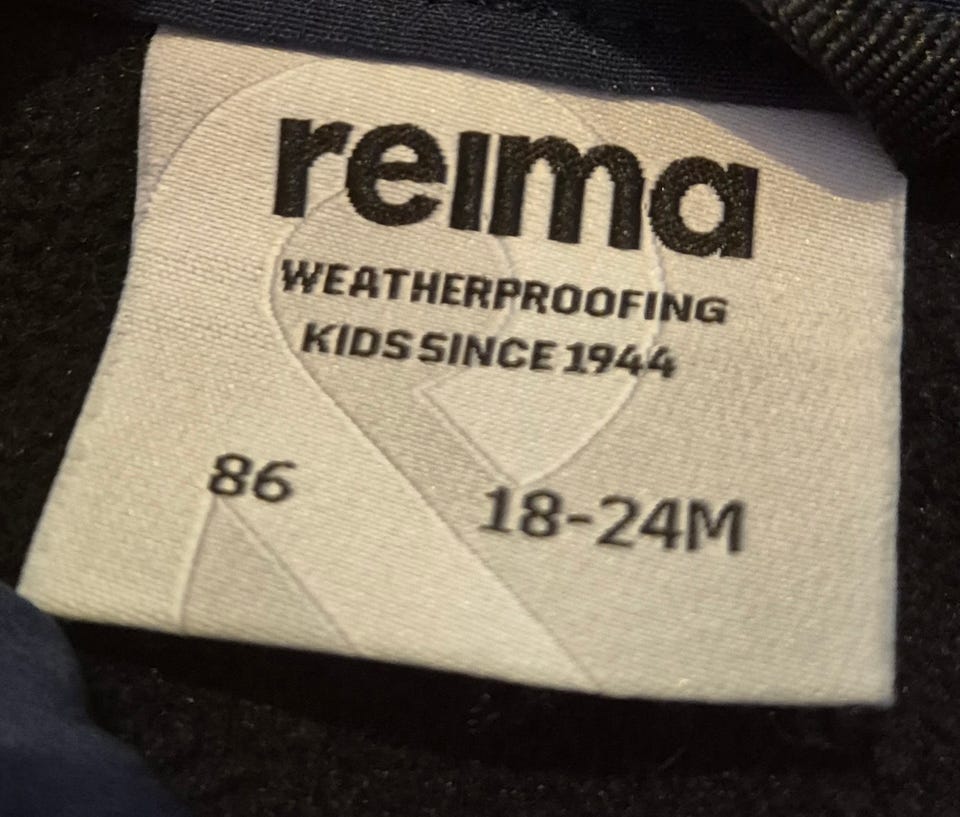 reima
WEATHERPROOFING
KIDS SINCE 1944
86 18-24M